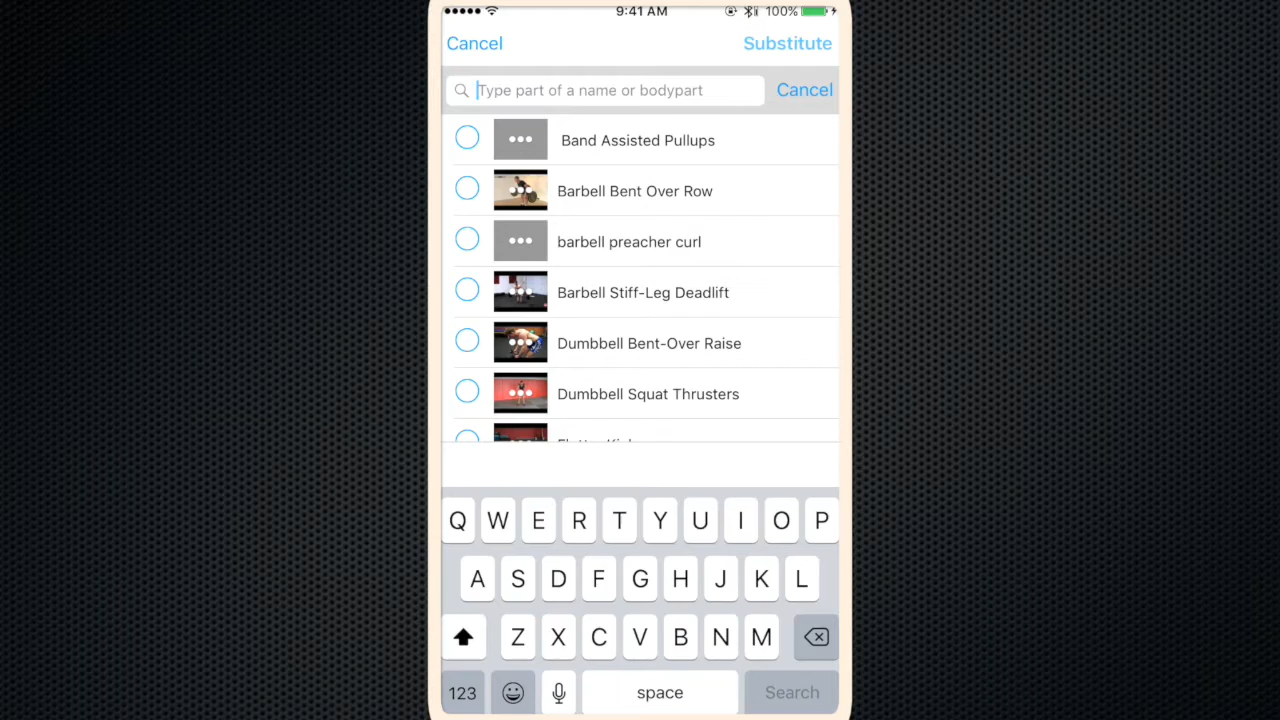 9:41 AM 100%
Cancel Substitute
Type part of a name or bodypart Cancel
Band Assisted Pullups
Barbell Bent Over Row
barbell preacher curl
Barbell Stiff-Leg Deadlift
Dumbbell Bent-Over Raise
Dumbbell Squat Thrusters
Q W E R T Y U I O P
A S D F G H J K L
Z X C V B N M
123 space Search